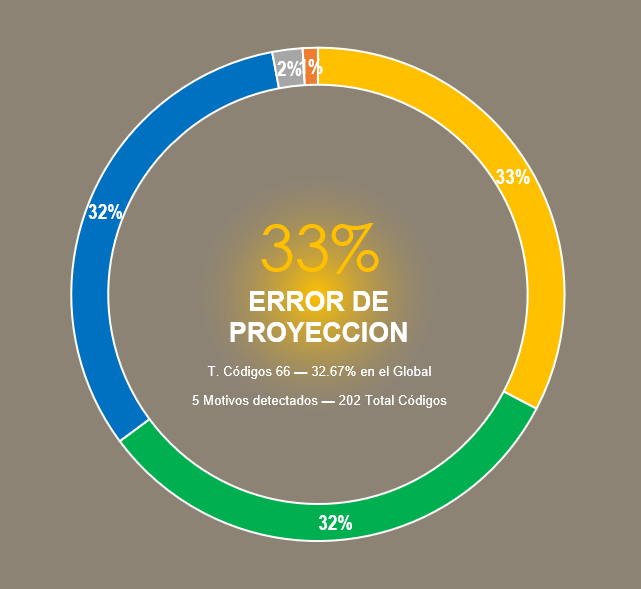 2%
1%
33%
32%
33%
ERROR DE
PROYECCION
T. Códigos 66 — 32.67% en el Global
5 Motivos detectados — 202 Total Códigos
32%